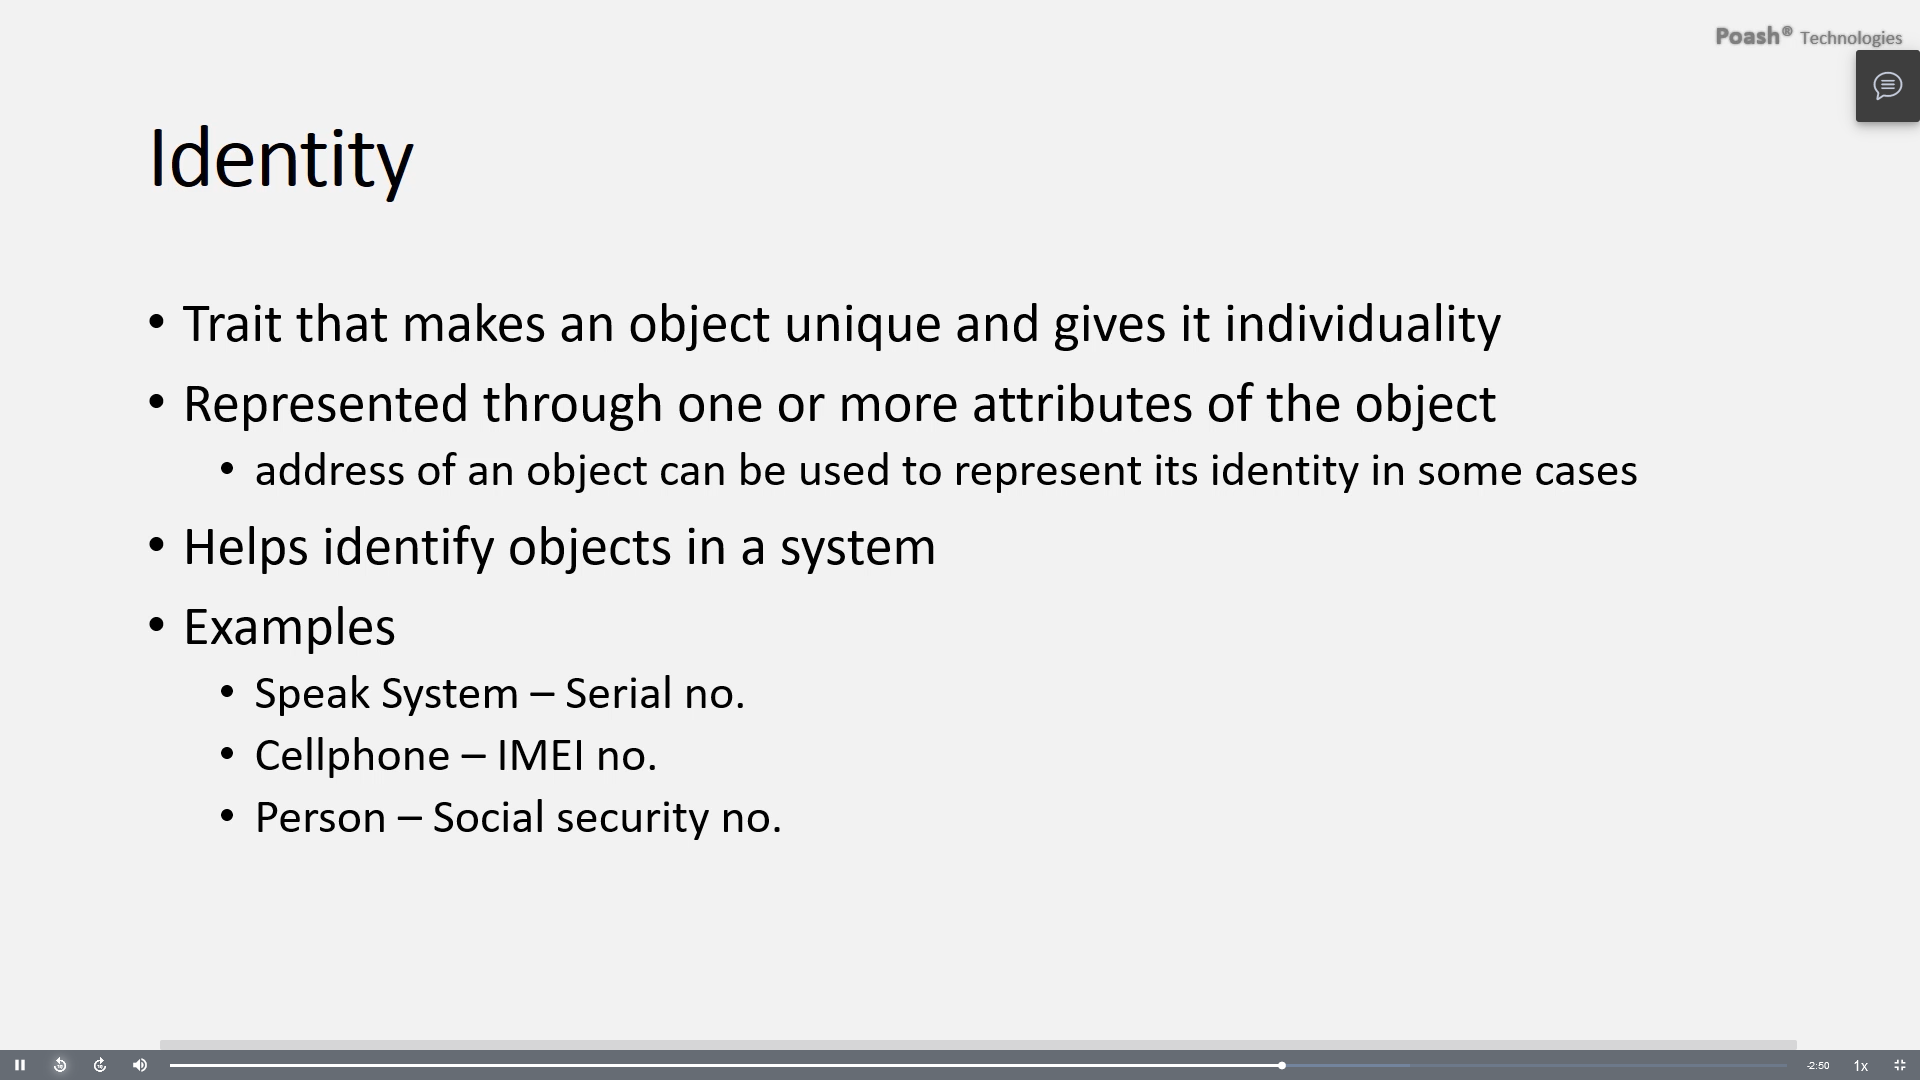 Poash® Technologies
Identity
• Trait that makes an object unique and gives it individuality
• Represented through one or more attributes of the object
• address of an object can be used to represent its identity in some cases
• Helps identify objects in a system
• Examples
• Speak System – Serial no.
• Cellphone – IMEI no.
• Person – Social security no.
-2:50 1x